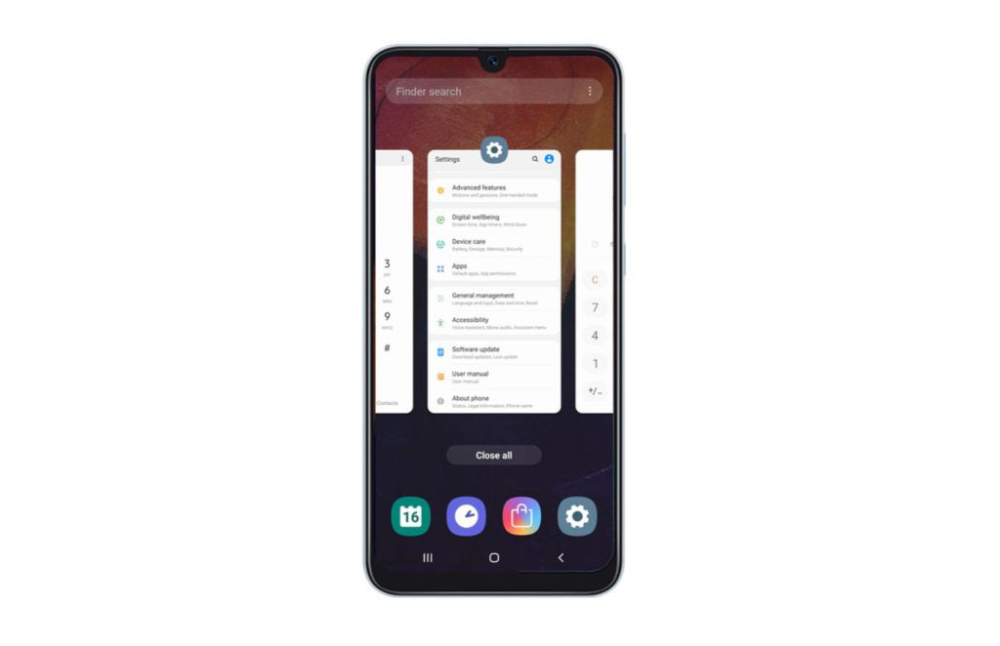 Finder search
Settings
Advanced features
Motions and gestures, One-handed mode
Digital wellbeing
Screen time, App timers, Wind down
Device care
Battery, Storage, Memory, Security
Apps
Default apps, App permissions
General management
Language and input, Date and time, Reset
Accessibility
Voice Assistant, Mono audio, Assistant menu
Software update
Download updates, Last update
User manual
User manual
About phone
Status, Legal information, Phone name
3
DEF
6
MNO
9
WXYZ
#
Contacts
C
7
4
1
+/-
Close all
16